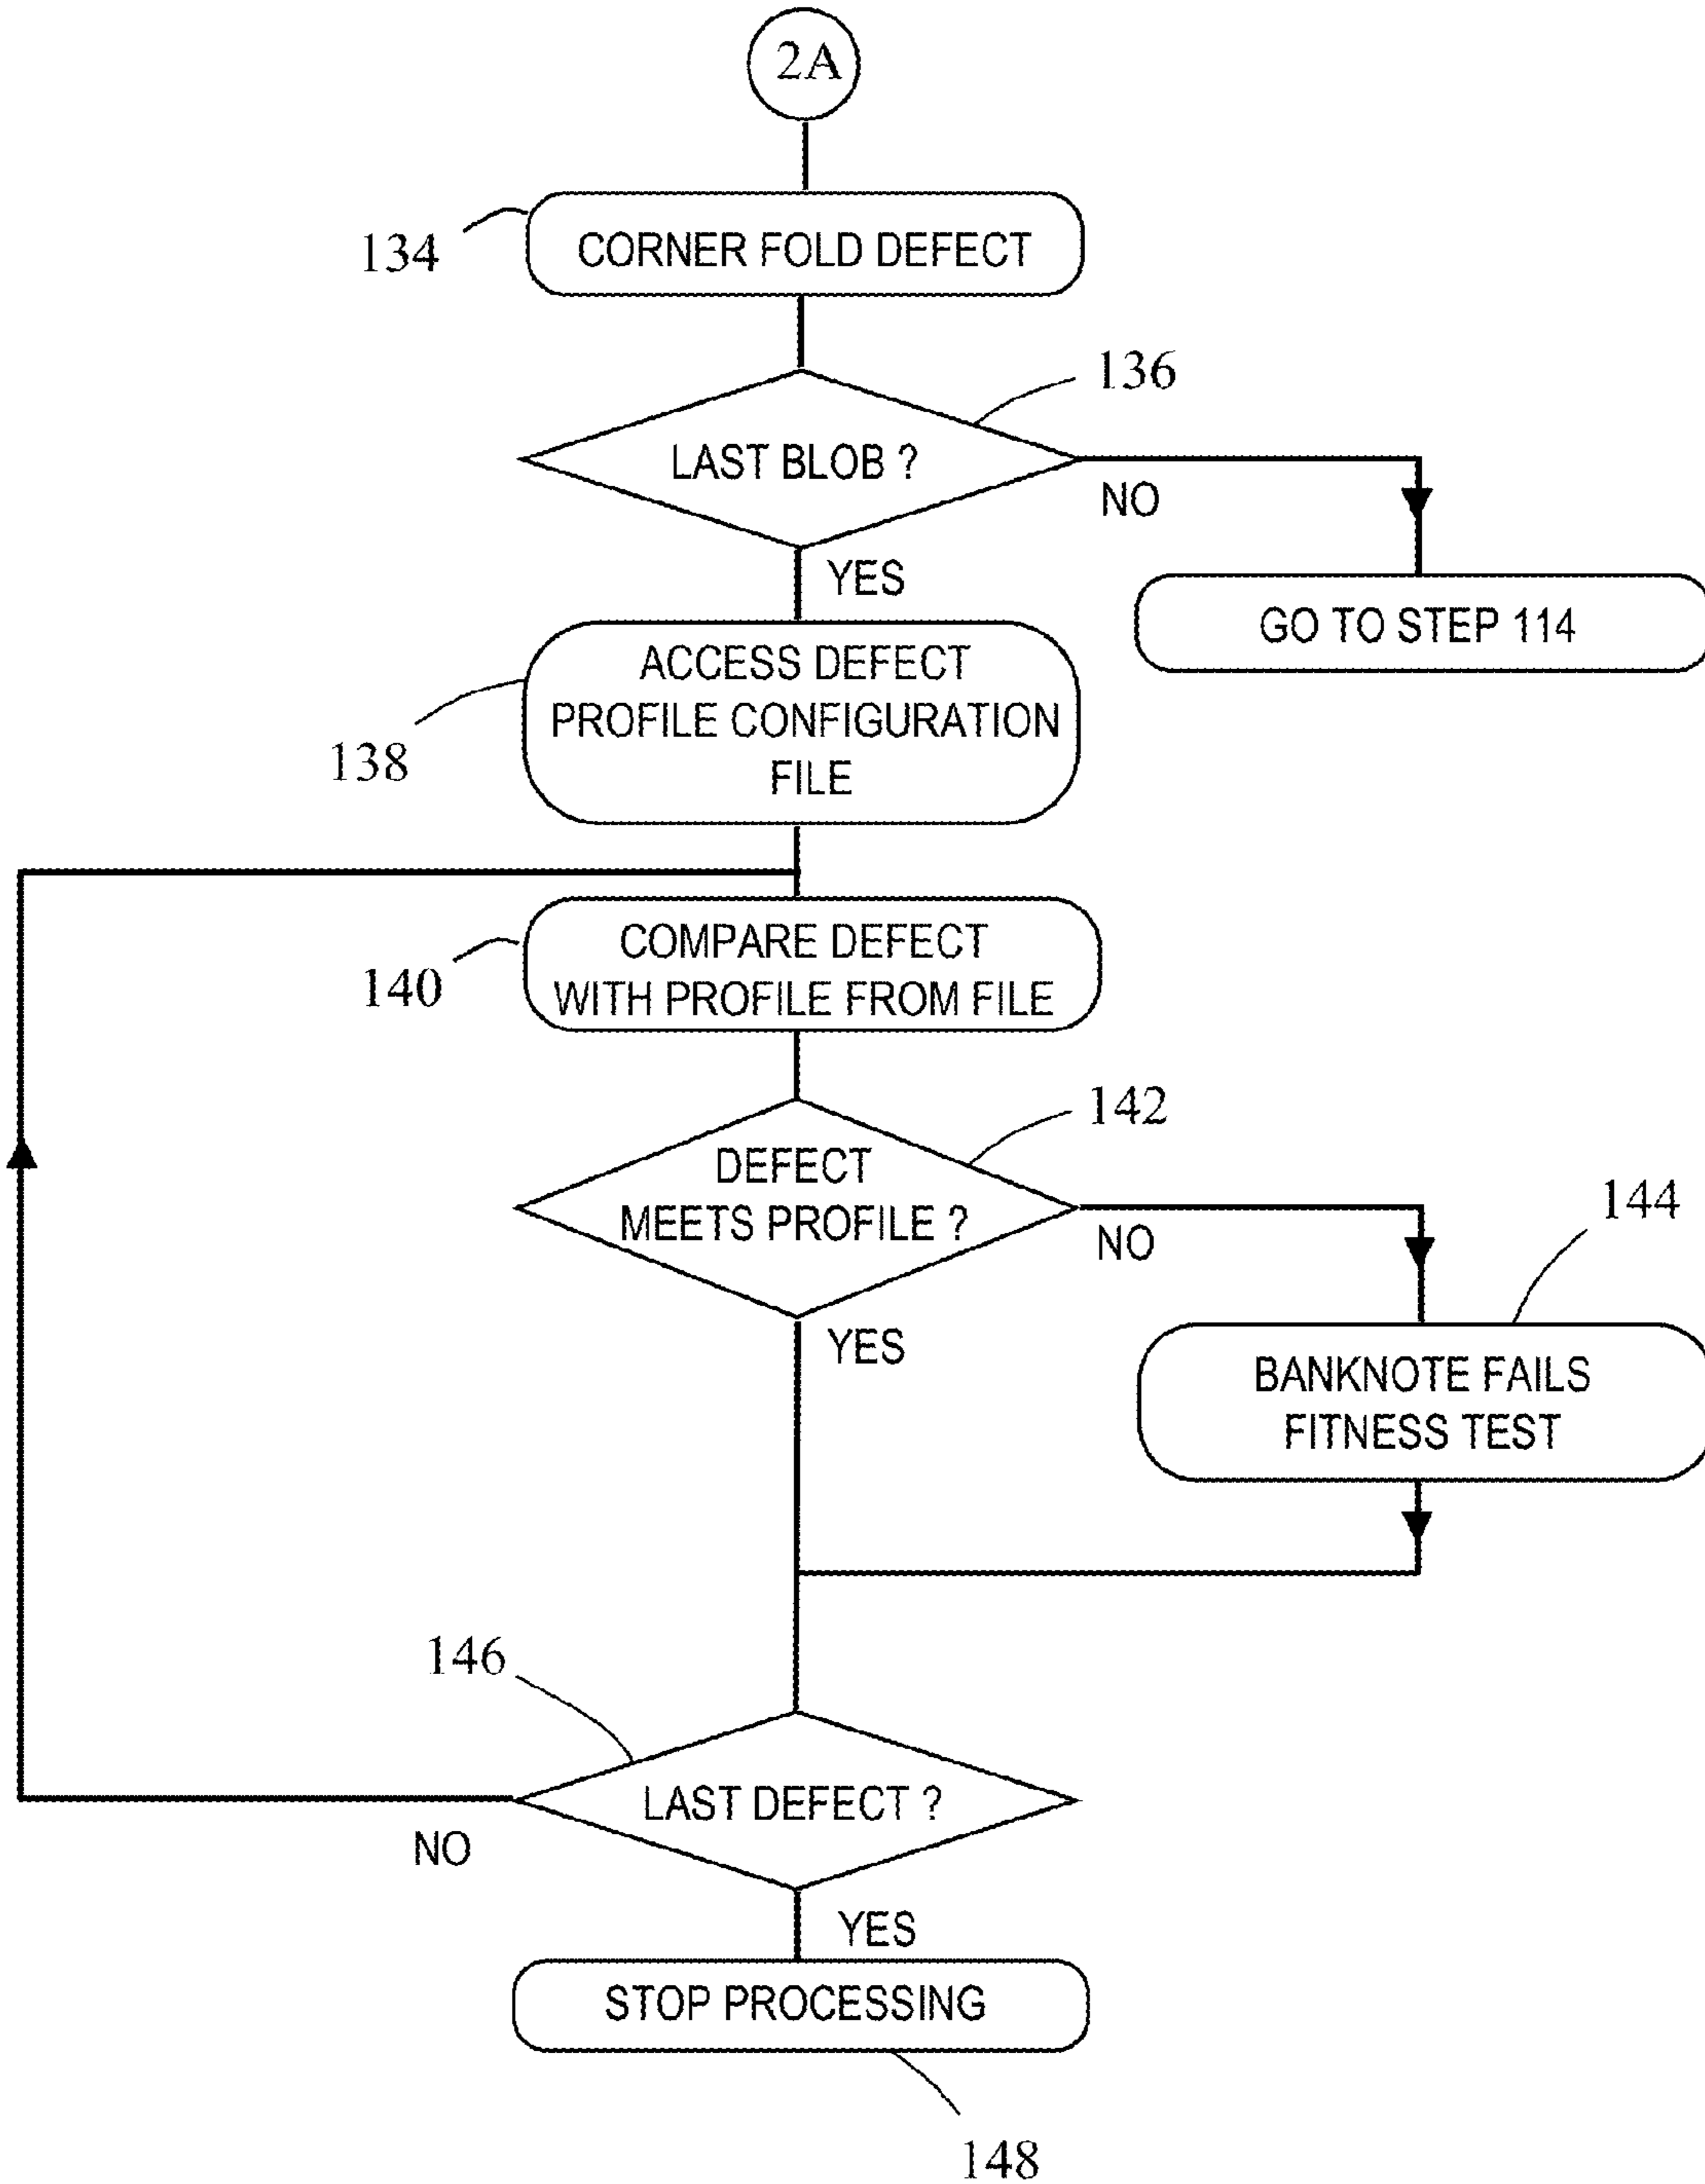 2A
134
CORNER FOLD DEFECT
136
LAST BLOB ?
NO
YES
GO TO STEP 114
138
ACCESS DEFECT
PROFILE CONFIGURATION
FILE
140
COMPARE DEFECT
WITH PROFILE FROM FILE
142
DEFECT
MEETS PROFILE ?
NO
144
YES
BANKNOTE FAILS
FITNESS TEST
146
LAST DEFECT ?
NO
YES
STOP PROCESSING
148